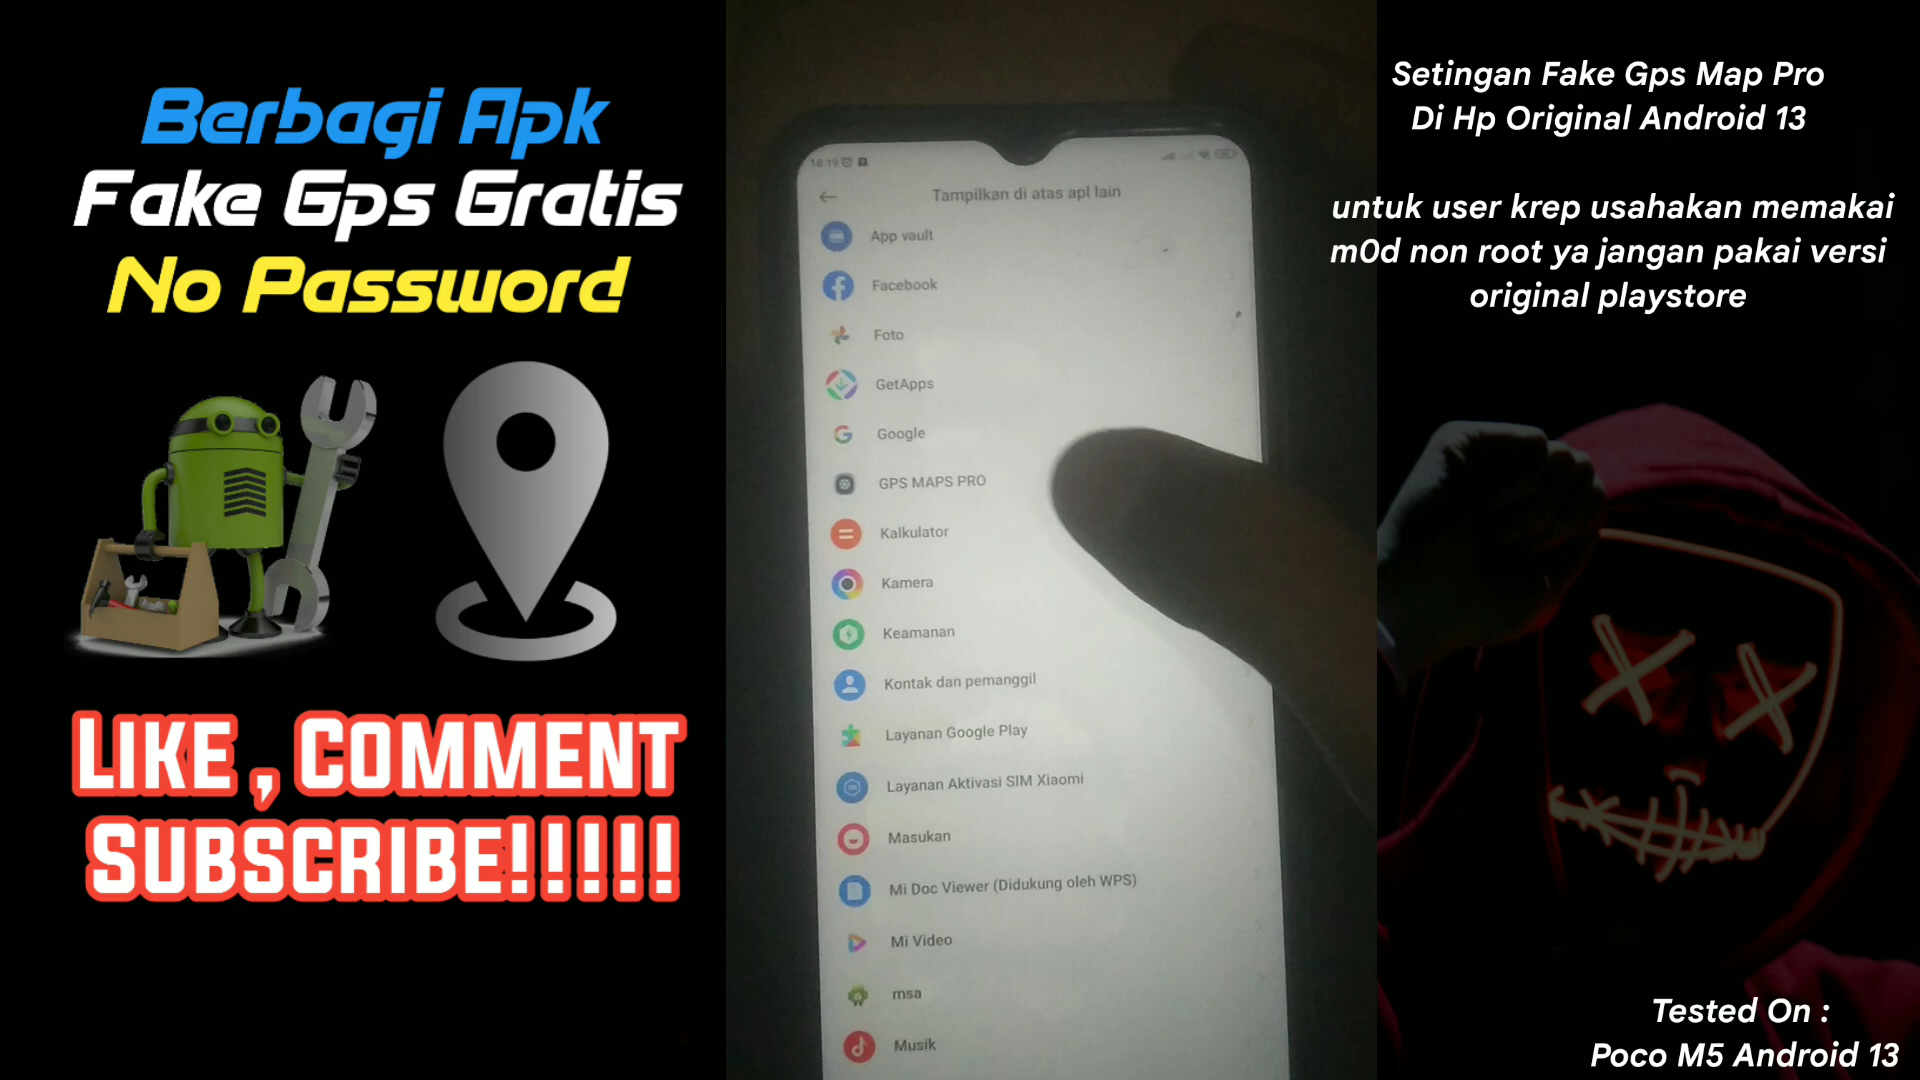 Berbagi Apk
Fake Gps Gratis
No Password
LIKE , COMMENT
SUBSCRIBE!!!!!
18:19
Tampilkan di atas apl lain
App vault
Facebook
Foto
GetApps
Google
GPS MAPS PRO
Kalkulator
Kamera
Keamanan
Kontak dan pemanggil
Layanan Google Play
Layanan Aktivasi SIM Xiaomi
Masukan
Mi Doc Viewer (Didukung oleh WPS)
Mi Video
msa
Musik
Setingan Fake Gps Map Pro
Di Hp Original Android 13
untuk user krep usahakan memakai
m0d non root ya jangan pakai versi
original playstore
Tested On :
Poco M5 Android 13